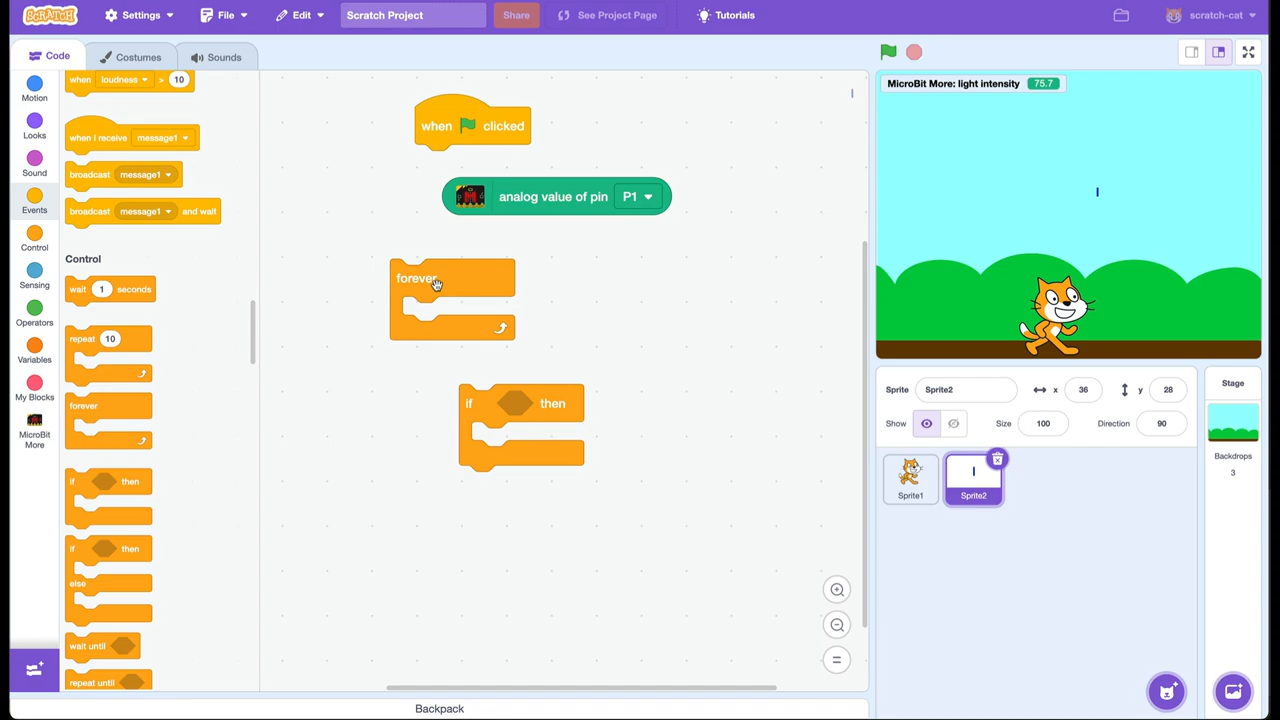 SCRATCH
Settings
File
Edit
Scratch Project
Share
See Project Page
Tutorials
scratch-cat
Code
Costumes
Sounds
Motion
Looks
Sound
Events
Control
Sensing
Operators
Variables
My Blocks
MicroBit
More
when loudness > 10
when I receive message1
broadcast message1
broadcast message1 and wait
Control
wait 1 seconds
repeat 10
forever
if then
if then
else
wait until
repeat until
when clicked
analog value of pin P1
forever
if then
MicroBit More: light intensity 75.7
Sprite Sprite2 x 36 y 28
Show Size 100 Direction 90
Sprite1
Sprite2
Stage
Backdrops
3
Backpack